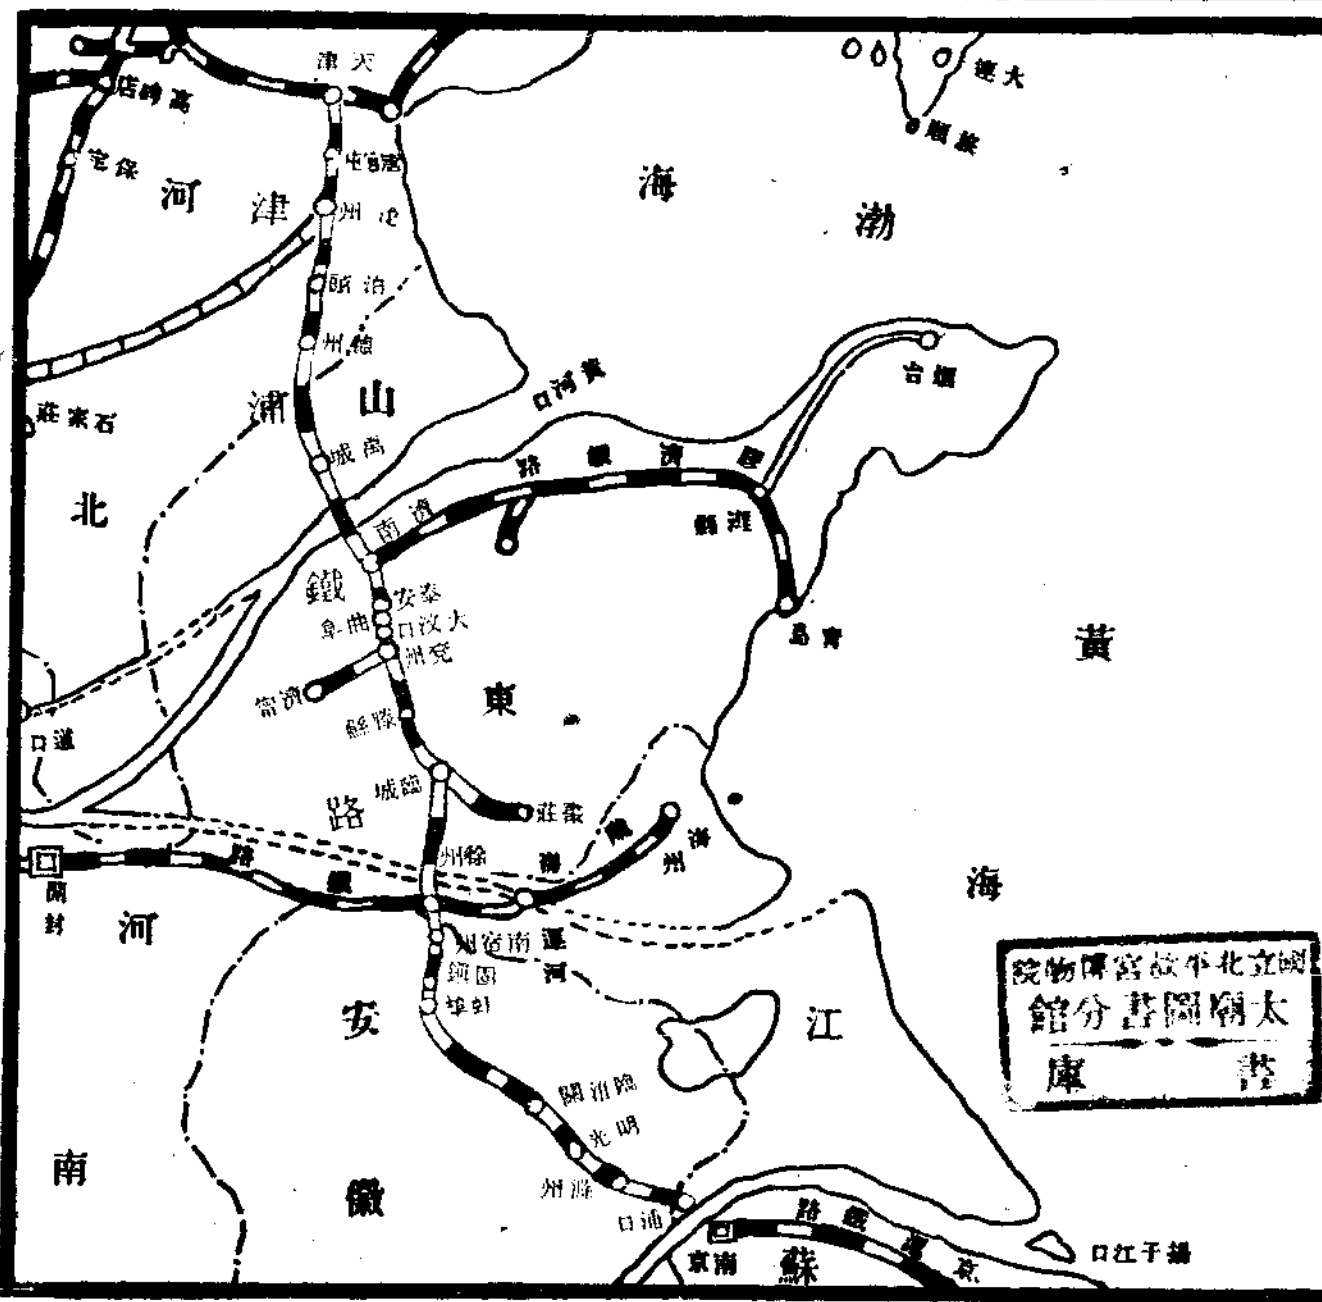 天津
大連
旅順
高碑店
保定
唐官屯
州
渤海
河
津
泊頭
德州
浦
山
黃河口
烟台
石家莊
禹城
膠濟鐵路
濰縣
北
濟南
鐵
泰安
曲阜
大汶口
兗州
青島
黃
濟甯
滕縣
東
道口
臨城
路
棗莊
徐州
隴海鐵路
海州
海
開封
河
南宿州
運河
固鎮
蚌埠
安
江
國立北平故宮博物院
太廟圖書分館
書庫
臨淮關
明光
滁州
南
徽
浦口
南京
京滬鐵路
蘇
揚子江口